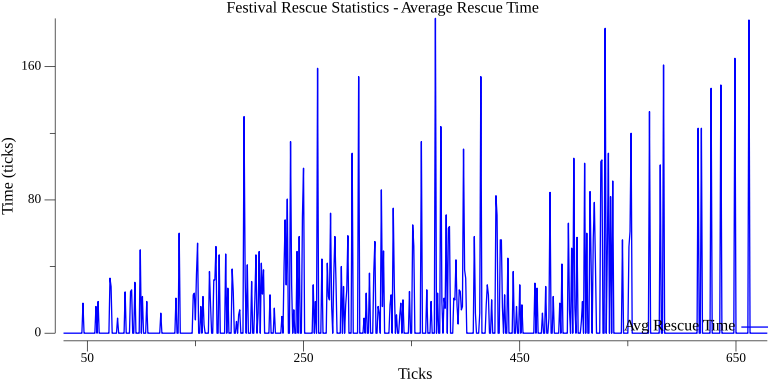 Festival Rescue Statistics - Average Rescue Time
Time (ticks)
160
80
0
Avg Rescue Time
50
250
450
650
Ticks